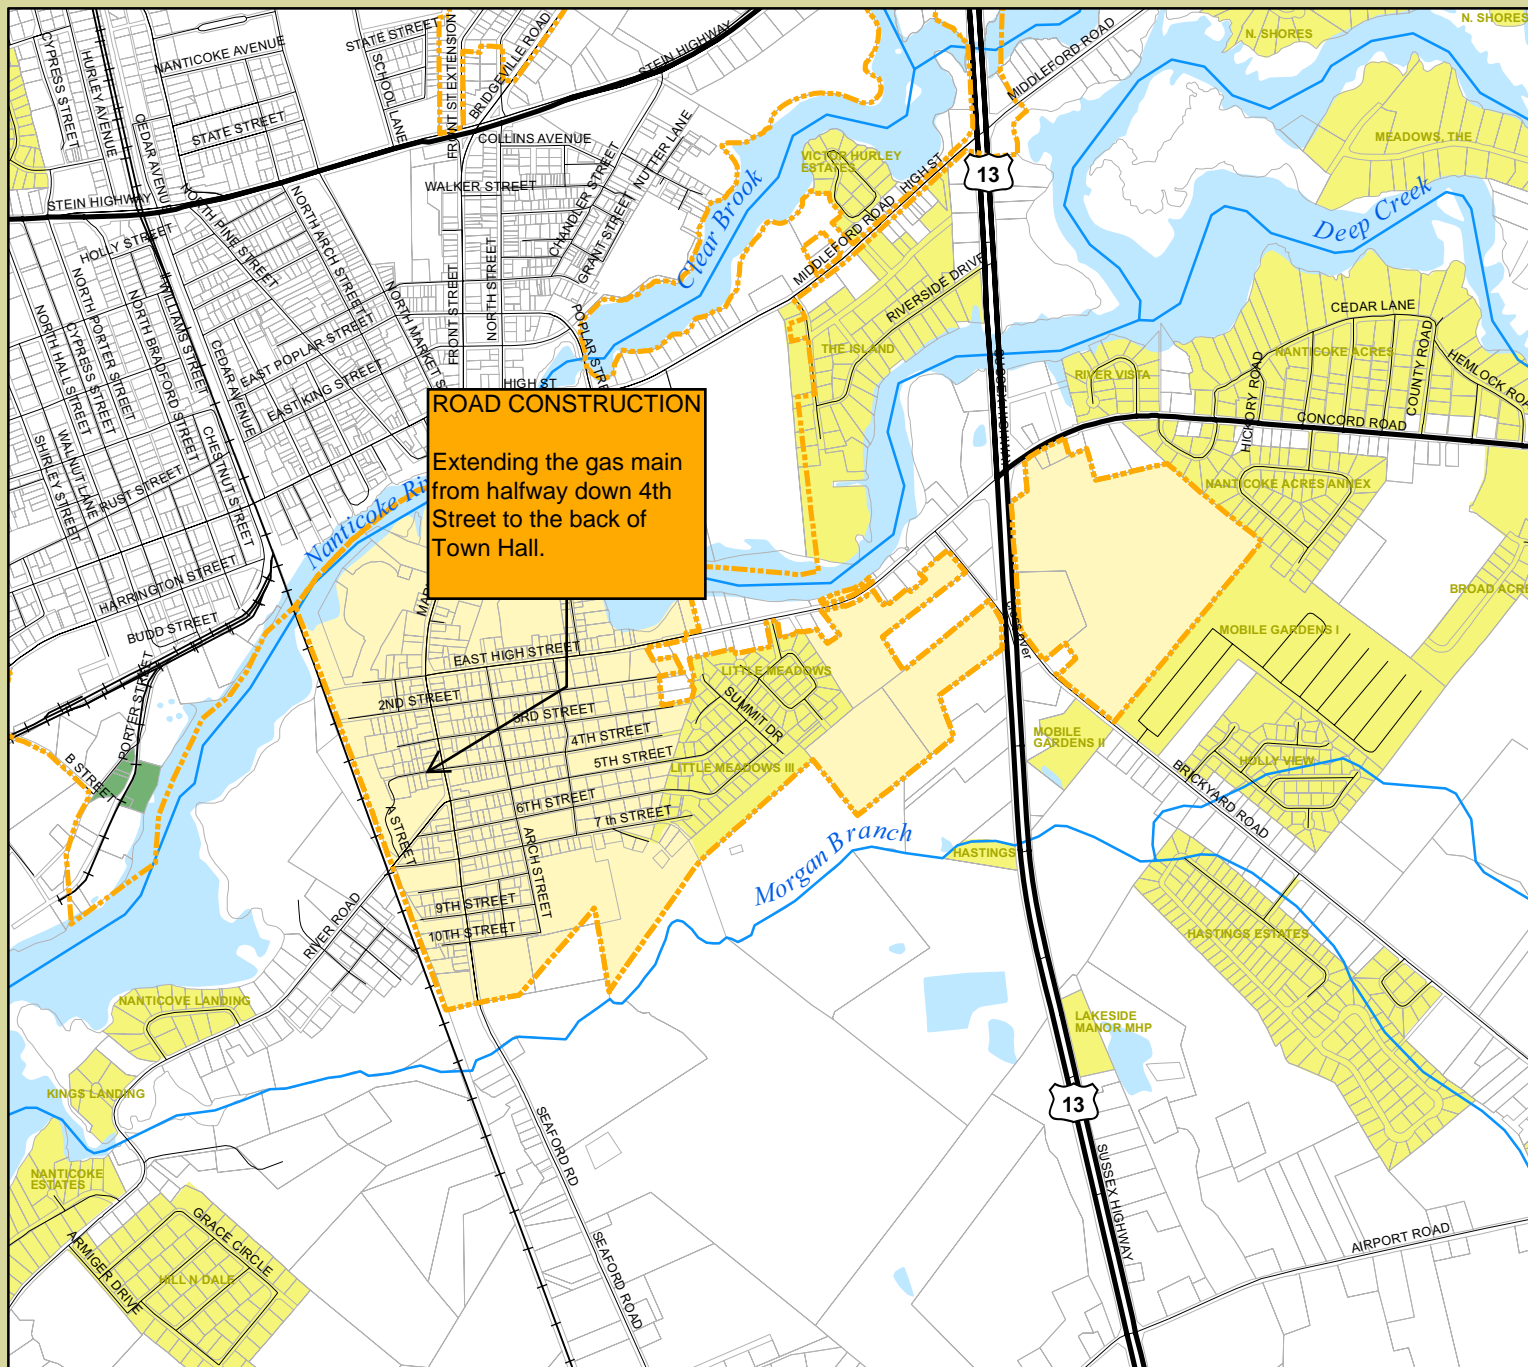 CYPRESS STREET
HURLEY AVENUE
NANTICOKE AVENUE
STATE STREET
SCHOOL LANE
FRONT ST EXTENSION
BRIDGEVILLE ROAD
STEIN HIGHWAY
MIDDLEFORD ROAD
N. SHORES
N. SHORES
CEDAR AVENUE
STATE STREET
COLLINS AVENUE
NUTTER LANE
VICTOR HURLEY
ESTATES
HIGH ST
13
MEADOWS, THE
STEIN HIGHWAY
NORTH PINE STREET
NORTH ARCH STREET
WALKER STREET
CHANDLER STREET
GRANT STREET
Clear Brook
MIDDLEFORD ROAD
Deep Creek
HOLLY STREET
NORTH PORTER STREET
NORTH BRADFORD STREET
WILLIAMS STREET
NORTH HALL STREET
CYPRESS STREET
CEDAR AVENUE
EAST POPLAR STREET
EAST KING STREET
NORTH MARKET S
FRONT STREET
NORTH STREET
POPLAR STRE
HIGH ST
RIVERSIDE DRIVE
THE ISLAND
RIVER VISTA
CEDAR LANE
NANTICOKE ACRES
HICKORY ROAD
COUNTY ROAD
HEMLOCK ROA
CONCORD ROAD
NANTICOKE ACRES ANNEX
SHIRLEY STREET
WALNUT LANE
RUST STREET
CHESTNUT STREET
HARRINGTON STREET
BUDD STREET
Nanticoke Riv
ROAD CONSTRUCTION
Extending the gas main
from halfway down 4th
Street to the back of
Town Hall.
SUSSEX HIGHWAY
BROAD ACRE
MOBILE GARDENS I
MAR
EAST HIGH STREET
2ND STREET
3RD STREET
4TH STREET
5TH STREET
6TH STREET
7 th STREET
LITTLE MEADOWS
SUMMIT DR
LITTLE MEADOWS III
MOBILE
GARDENS II
HOLLY VIEW
BRICKYARD ROAD
PORTER STREET
B STREET
A STREET
ARCH STREET
9TH STREET
10TH STREET
RIVER ROAD
Morgan Branch
HASTINGS
HASTINGS ESTATES
NANTICOVE LANDING
KINGS LANDING
LAKESIDE
MANOR MHP
13
NANTICOKE
ESTATES
ARMIGER DRIVE
GRACE CIRCLE
HILL N DALE
SEAFORD RD
SEAFORD ROAD
SUSSEX HIGHWAY
AIRPORT ROAD